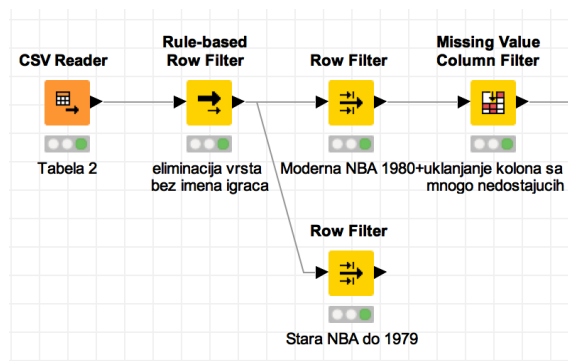 CSV Reader
Rule-based
Row Filter
Row Filter
Missing Value
Column Filter
Tabela 2
eliminacija vrsta
bez imena igraca
Moderna NBA 1980+
uklanjanje kolona sa
mnogo nedostajucih
Row Filter
Stara NBA do 1979